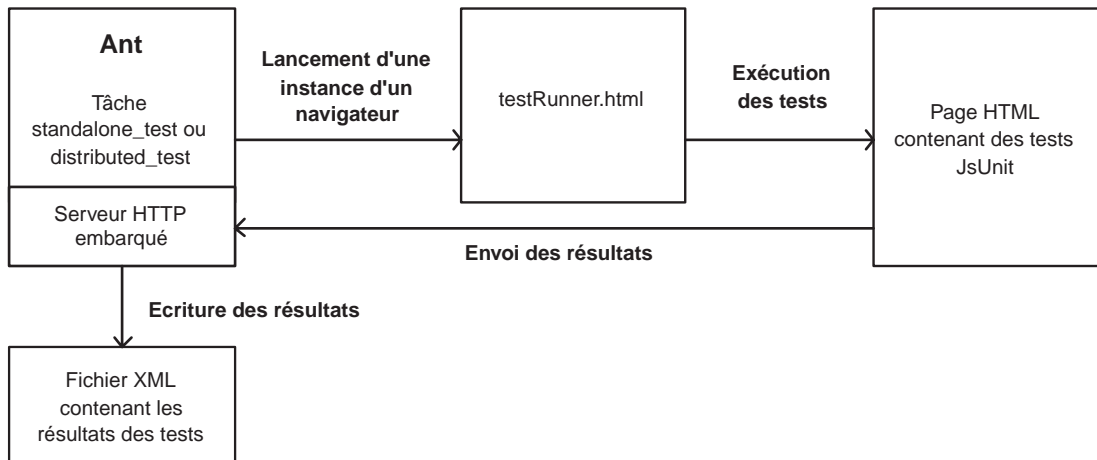 Ant
Tâche
standalone_test ou
distributed_test
Serveur HTTP
embarqué
Lancement d'une
instance d'un
navigateur
testRunner.html
Exécution
des tests
Page HTML
contenant des tests
JsUnit
Envoi des résultats
Ecriture des résultats
Fichier XML
contenant les
résultats des tests